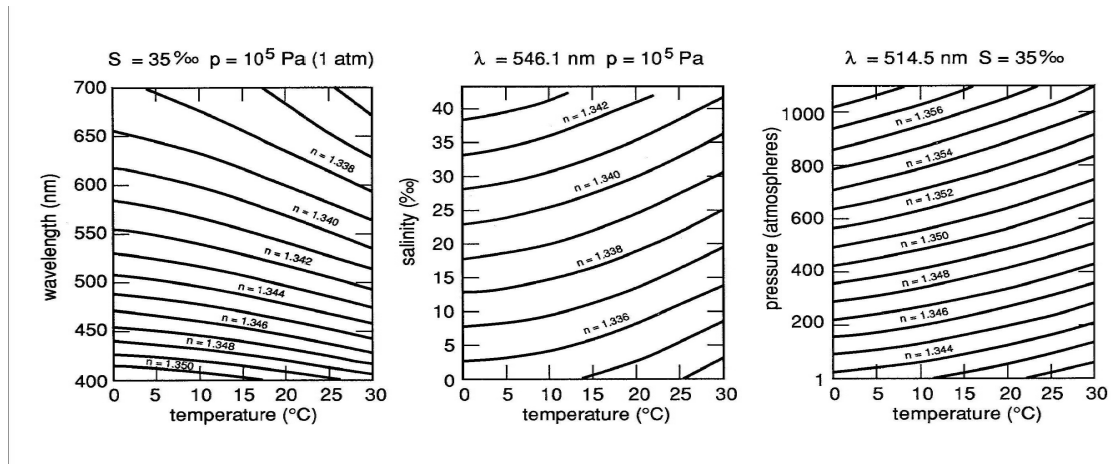 S = 35‰ p = 10⁵ Pa (1 atm)
700
650
600
550
500
450
400
wavelength (nm)
n = 1.338
n = 1.340
n = 1.342
n = 1.344
n = 1.346
n = 1.348
n = 1.350
0 5 10 15 20 25 30
temperature (°C)
λ = 546.1 nm p = 10⁵ Pa
40
35
30
25
20
15
10
5
0
salinity (‰)
n = 1.342
n = 1.340
n = 1.338
n = 1.336
0 5 10 15 20 25 30
temperature (°C)
λ = 514.5 nm S = 35‰
1000
800
600
400
200
1
pressure (atmospheres)
n = 1.356
n = 1.354
n = 1.352
n = 1.350
n = 1.348
n = 1.346
n = 1.344
0 5 10 15 20 25 30
temperature (°C)